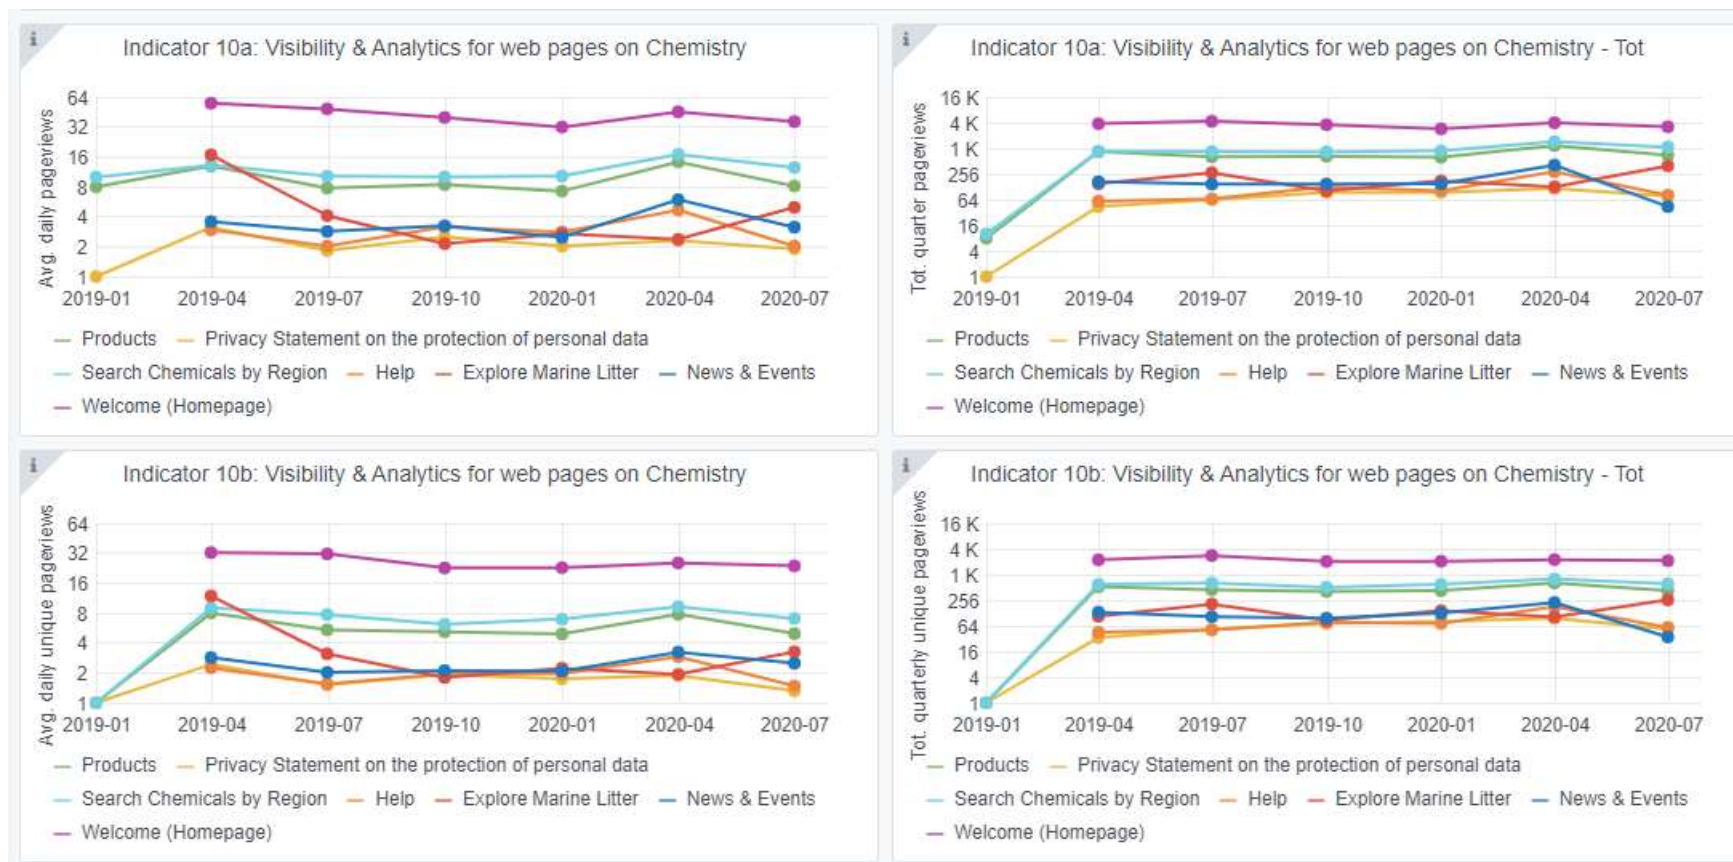 Indicator 10a: Visibility & Analytics for web pages on Chemistry
Avg. daily pageviews
64
32
16
8
4
2
1
2019-01 2019-04 2019-07 2019-10 2020-01 2020-04 2020-07
Products Privacy Statement on the protection of personal data
Search Chemicals by Region Help Explore Marine Litter News & Events
Welcome (Homepage)
Indicator 10a: Visibility & Analytics for web pages on Chemistry - Tot
Tot. quarter pageviews
16 K
4 K
1 K
256
64
16
4
1
2019-01 2019-04 2019-07 2019-10 2020-01 2020-04 2020-07
Products Privacy Statement on the protection of personal data
Search Chemicals by Region Help Explore Marine Litter News & Events
Welcome (Homepage)
Indicator 10b: Visibility & Analytics for web pages on Chemistry
Avg. daily unique pageviews
64
32
16
8
4
2
1
2019-01 2019-04 2019-07 2019-10 2020-01 2020-04 2020-07
Products Privacy Statement on the protection of personal data
Search Chemicals by Region Help Explore Marine Litter News & Events
Welcome (Homepage)
Indicator 10b: Visibility & Analytics for web pages on Chemistry - Tot
Tot. quarterly unique pageviews
16 K
4 K
1 K
256
64
16
4
1
2019-01 2019-04 2019-07 2019-10 2020-01 2020-04 2020-07
Products Privacy Statement on the protection of personal data
Search Chemicals by Region Help Explore Marine Litter News & Events
Welcome (Homepage)